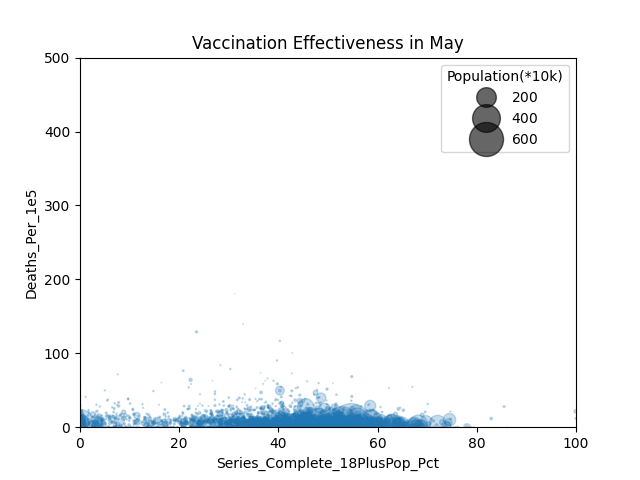 Vaccination Effectiveness in May
500
400
300
200
100
0
Deaths_Per_1e5
Population(*10k)
200
400
600
0 20 40 60 80 100
Series_Complete_18PlusPop_Pct